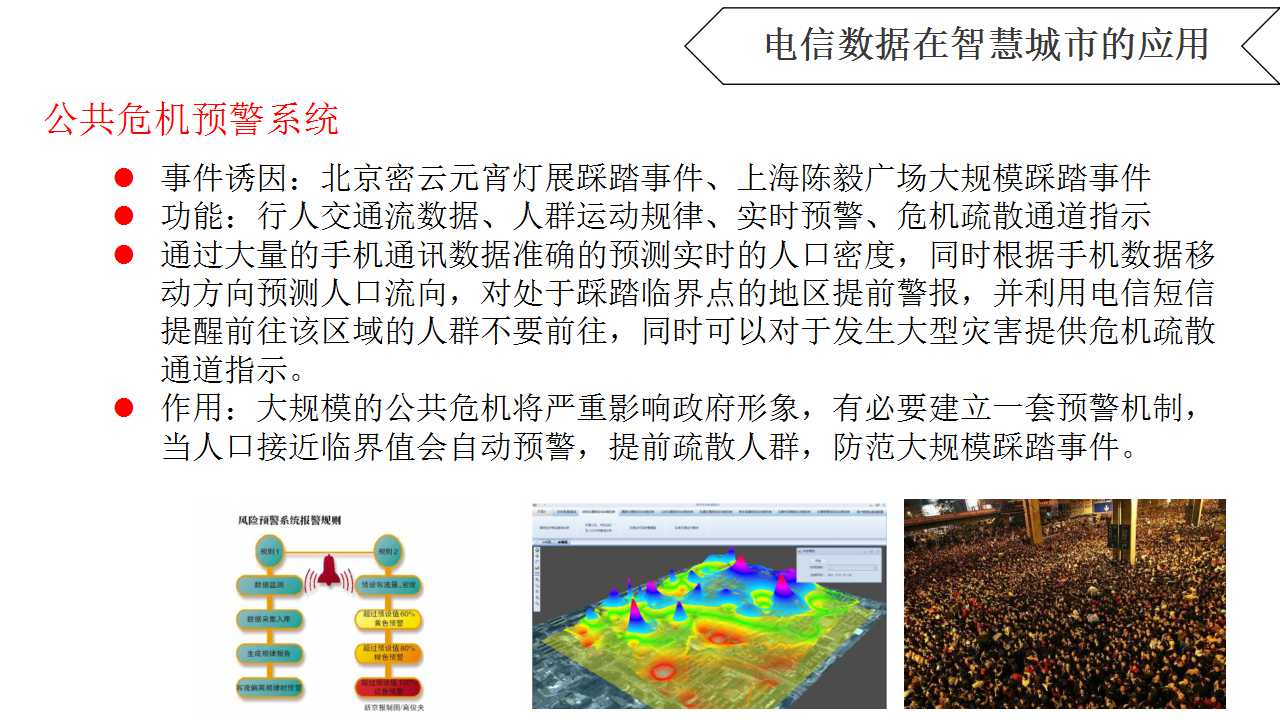 电信数据在智慧城市的应用
公共危机预警系统
事件诱因：北京密云元宵灯展踩踏事件、上海陈毅广场大规模踩踏事件
功能：行人交通流数据、人群运动规律、实时预警、危机疏散通道指示
通过大量的手机通讯数据准确的预测实时的人口密度，同时根据手机数据移
动方向预测人口流向，对处于踩踏临界点的地区提前警报，并利用电信短信
提醒前往该区域的人群不要前往，同时可以对于发生大型灾害提供危机疏散
通道指示。
作用：大规模的公共危机将严重影响政府形象，有必要建立一套预警机制，
当人口接近临界值会自动预警，提前疏散人群，防范大规模踩踏事件。
风险预警系统报警规则
规则1
规则2
数据监测
预设客流量、密度
数据采集入库
超过预设值60%
黄色预警
生成规律报告
超过预设值80%
橙色预警
客流偏离规律时预警
超过预设值100%
红色预警
新京报制图/高俊夫